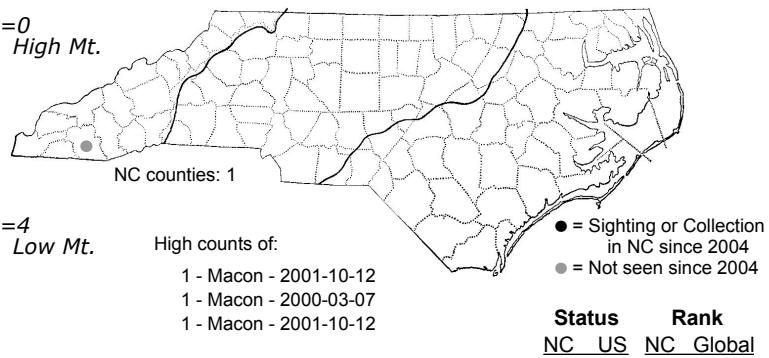 =0
High Mt.
NC counties: 1
=4
Low Mt.
High counts of:
1 - Macon - 2001-10-12
1 - Macon - 2000-03-07
1 - Macon - 2001-10-12
● = Sighting or Collection
in NC since 2004
● = Not seen since 2004
Status Rank
NC US NC Global